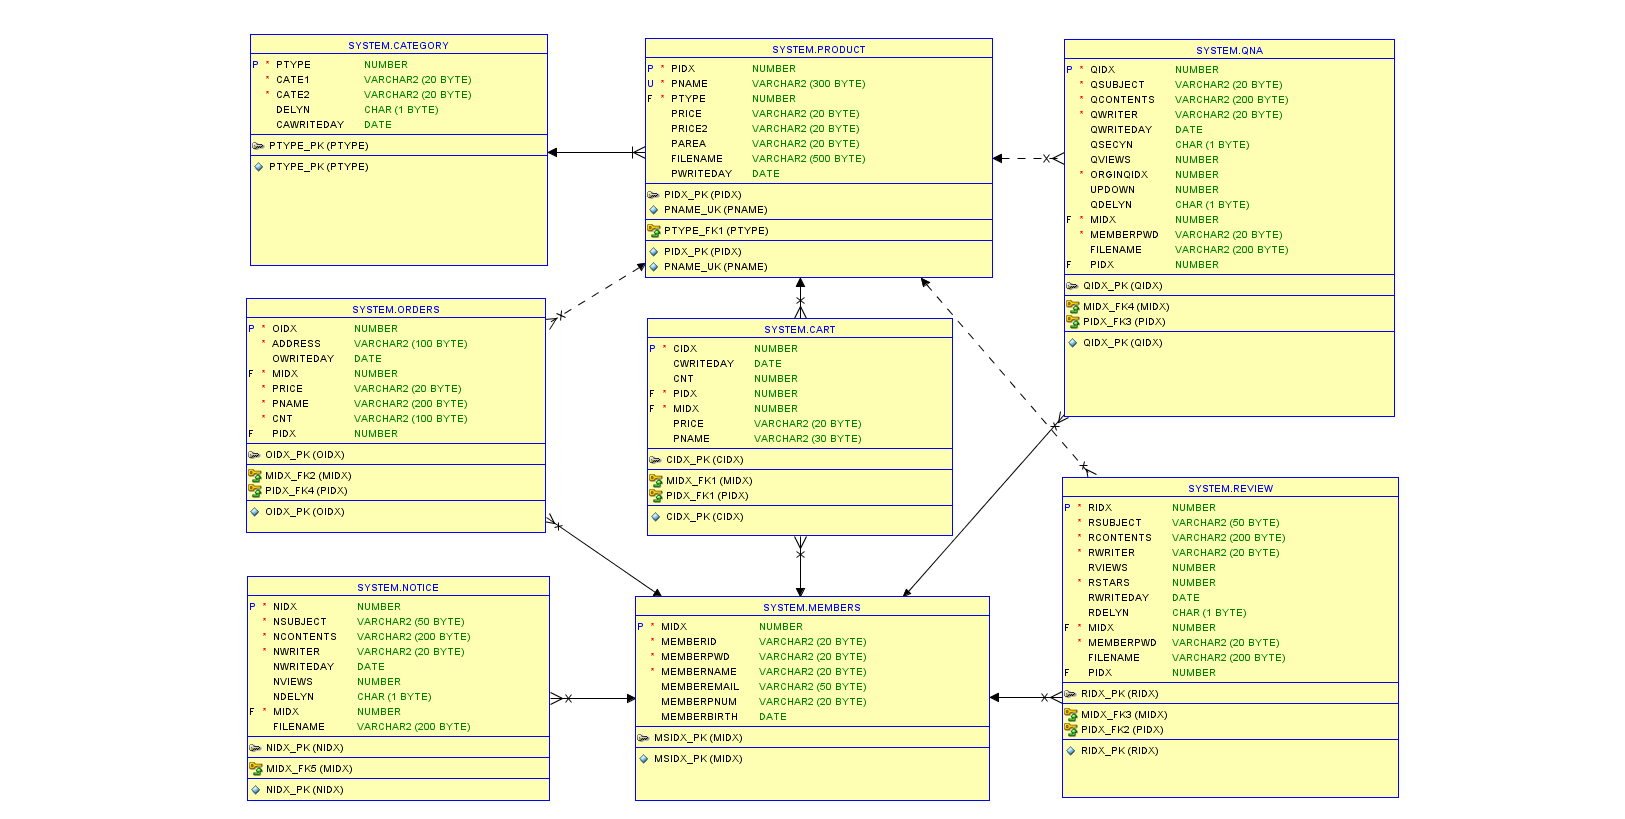 SYSTEM.CATEGORY
P * PTYPE NUMBER
* CATE1 VARCHAR2 (20 BYTE)
* CATE2 VARCHAR2 (20 BYTE)
DELYN CHAR (1 BYTE)
CAWRITEDAY DATE
PTYPE_PK (PTYPE)
PTYPE_PK (PTYPE)
SYSTEM.PRODUCT
P * PIDX NUMBER
U * PNAME VARCHAR2 (300 BYTE)
F * PTYPE NUMBER
PRICE VARCHAR2 (20 BYTE)
PRICE2 VARCHAR2 (20 BYTE)
PAREA VARCHAR2 (20 BYTE)
FILENAME VARCHAR2 (500 BYTE)
PWRITEDAY DATE
PIDX_PK (PIDX)
PNAME_UK (PNAME)
PTYPE_FK1 (PTYPE)
PIDX_PK (PIDX)
PNAME_UK (PNAME)
SYSTEM.QNA
P * QIDX NUMBER
* QSUBJECT VARCHAR2 (20 BYTE)
* QCONTENTS VARCHAR2 (200 BYTE)
* QWRITER VARCHAR2 (20 BYTE)
QWRITEDAY DATE
QSECYN CHAR (1 BYTE)
QVIEWS NUMBER
* ORGINQIDX NUMBER
UPDOWN NUMBER
QDELYN CHAR (1 BYTE)
F * MIDX NUMBER
* MEMBERPWD VARCHAR2 (20 BYTE)
FILENAME VARCHAR2 (200 BYTE)
F PIDX NUMBER
QIDX_PK (QIDX)
MIDX_FK4 (MIDX)
PIDX_FK3 (PIDX)
QIDX_PK (QIDX)
SYSTEM.ORDERS
P * OIDX NUMBER
* ADDRESS VARCHAR2 (100 BYTE)
OWRITEDAY DATE
F * MIDX NUMBER
* PRICE VARCHAR2 (20 BYTE)
* PNAME VARCHAR2 (200 BYTE)
* CNT VARCHAR2 (100 BYTE)
F PIDX NUMBER
OIDX_PK (OIDX)
MIDX_FK2 (MIDX)
PIDX_FK4 (PIDX)
OIDX_PK (OIDX)
SYSTEM.CART
P * CIDX NUMBER
CWRITEDAY DATE
CNT NUMBER
F * PIDX NUMBER
F * MIDX NUMBER
PRICE VARCHAR2 (20 BYTE)
PNAME VARCHAR2 (30 BYTE)
CIDX_PK (CIDX)
MIDX_FK1 (MIDX)
PIDX_FK1 (PIDX)
CIDX_PK (CIDX)
SYSTEM.REVIEW
P * RIDX NUMBER
* RSUBJECT VARCHAR2 (50 BYTE)
* RCONTENTS VARCHAR2 (200 BYTE)
* RWRITER VARCHAR2 (20 BYTE)
RVIEWS NUMBER
* RSTARS NUMBER
RWRITEDAY DATE
RDELYN CHAR (1 BYTE)
F * MIDX NUMBER
* MEMBERPWD VARCHAR2 (20 BYTE)
FILENAME VARCHAR2 (200 BYTE)
F PIDX NUMBER
RIDX_PK (RIDX)
MIDX_FK3 (MIDX)
PIDX_FK2 (PIDX)
RIDX_PK (RIDX)
SYSTEM.NOTICE
P * NIDX NUMBER
* NSUBJECT VARCHAR2 (50 BYTE)
* NCONTENTS VARCHAR2 (200 BYTE)
* NWRITER VARCHAR2 (20 BYTE)
NWRITEDAY DATE
NVIEWS NUMBER
NDELYN CHAR (1 BYTE)
F * MIDX NUMBER
FILENAME VARCHAR2 (200 BYTE)
NIDX_PK (NIDX)
MIDX_FK5 (MIDX)
NIDX_PK (NIDX)
SYSTEM.MEMBERS
P * MIDX NUMBER
* MEMBERID VARCHAR2 (20 BYTE)
* MEMBERPWD VARCHAR2 (20 BYTE)
* MEMBERNAME VARCHAR2 (20 BYTE)
MEMBEREMAIL VARCHAR2 (50 BYTE)
MEMBERPNUM VARCHAR2 (20 BYTE)
MEMBERBIRTH DATE
MSIDX_PK (MIDX)
MSIDX_PK (MIDX)